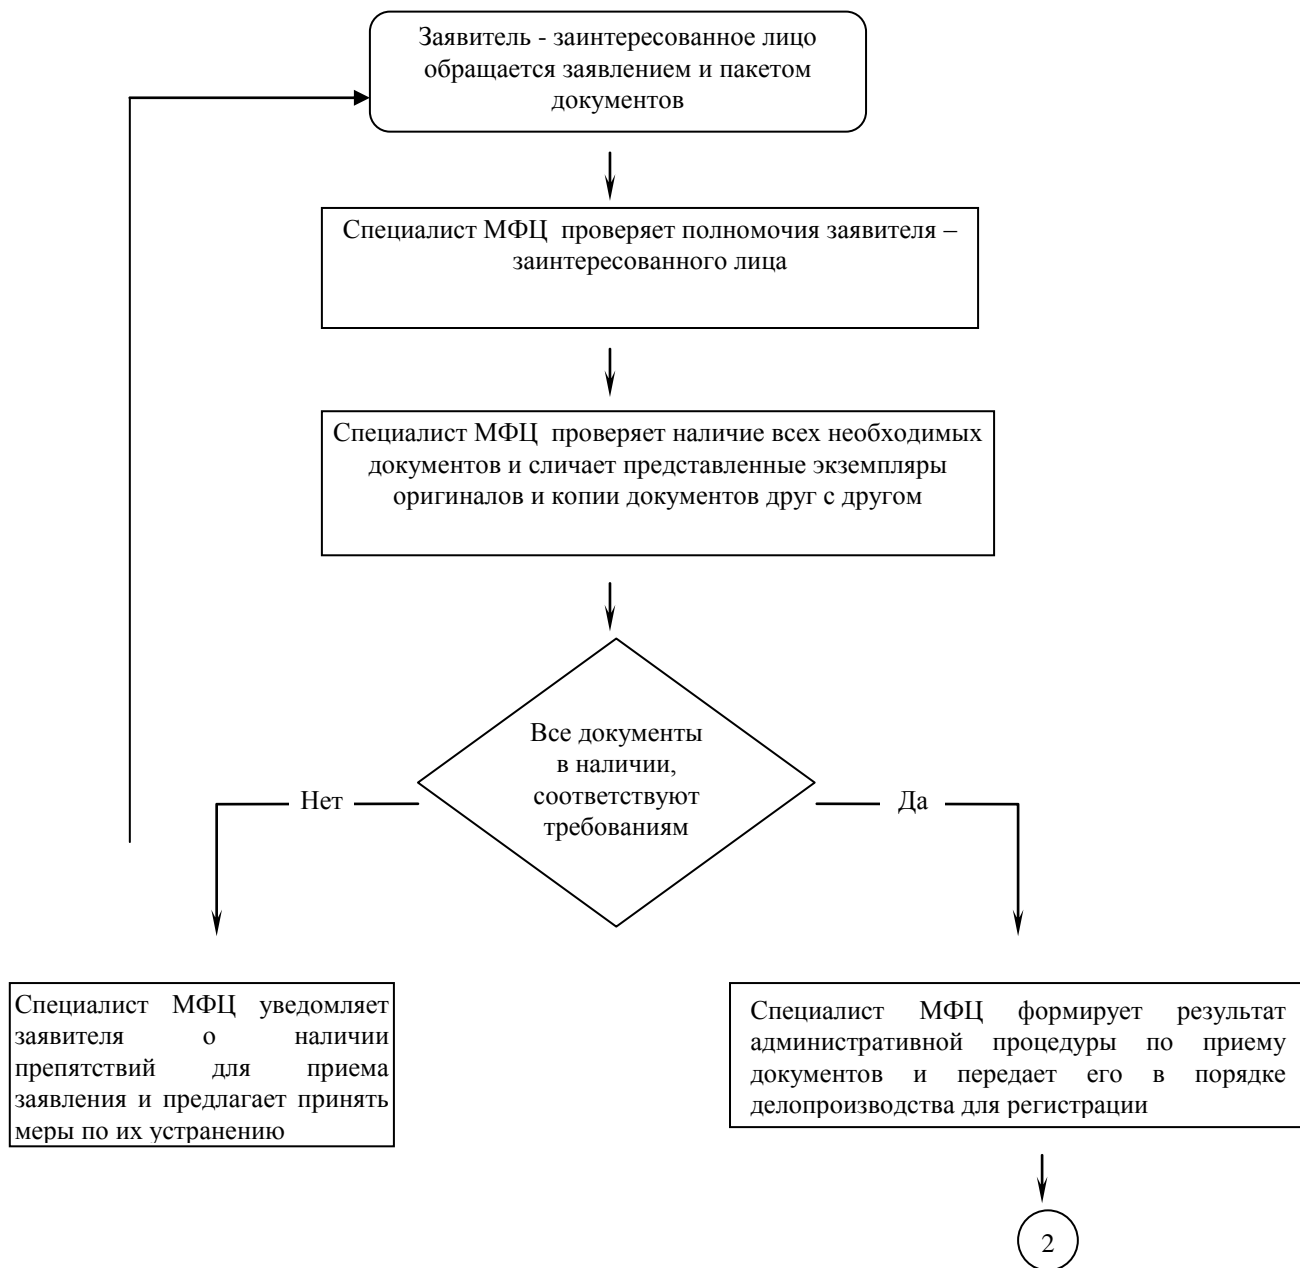 Заявитель - заинтересованное лицо
обращается заявлением и пакетом
документов
Специалист МФЦ  проверяет полномочия заявителя –
заинтересованного лица
Специалист МФЦ  проверяет наличие всех необходимых
документов и сличает представленные экземпляры
оригиналов и копии документов друг с другом
Все документы
в наличии,
соответствуют
требованиям
Нет
Да
Специалист МФЦ уведомляет
заявителя о наличии
препятствий для приема
заявления и предлагает принять
меры по их устранению
Специалист МФЦ формирует результат
административной процедуры по приему
документов и передает его в порядке
делопроизводства для регистрации
2